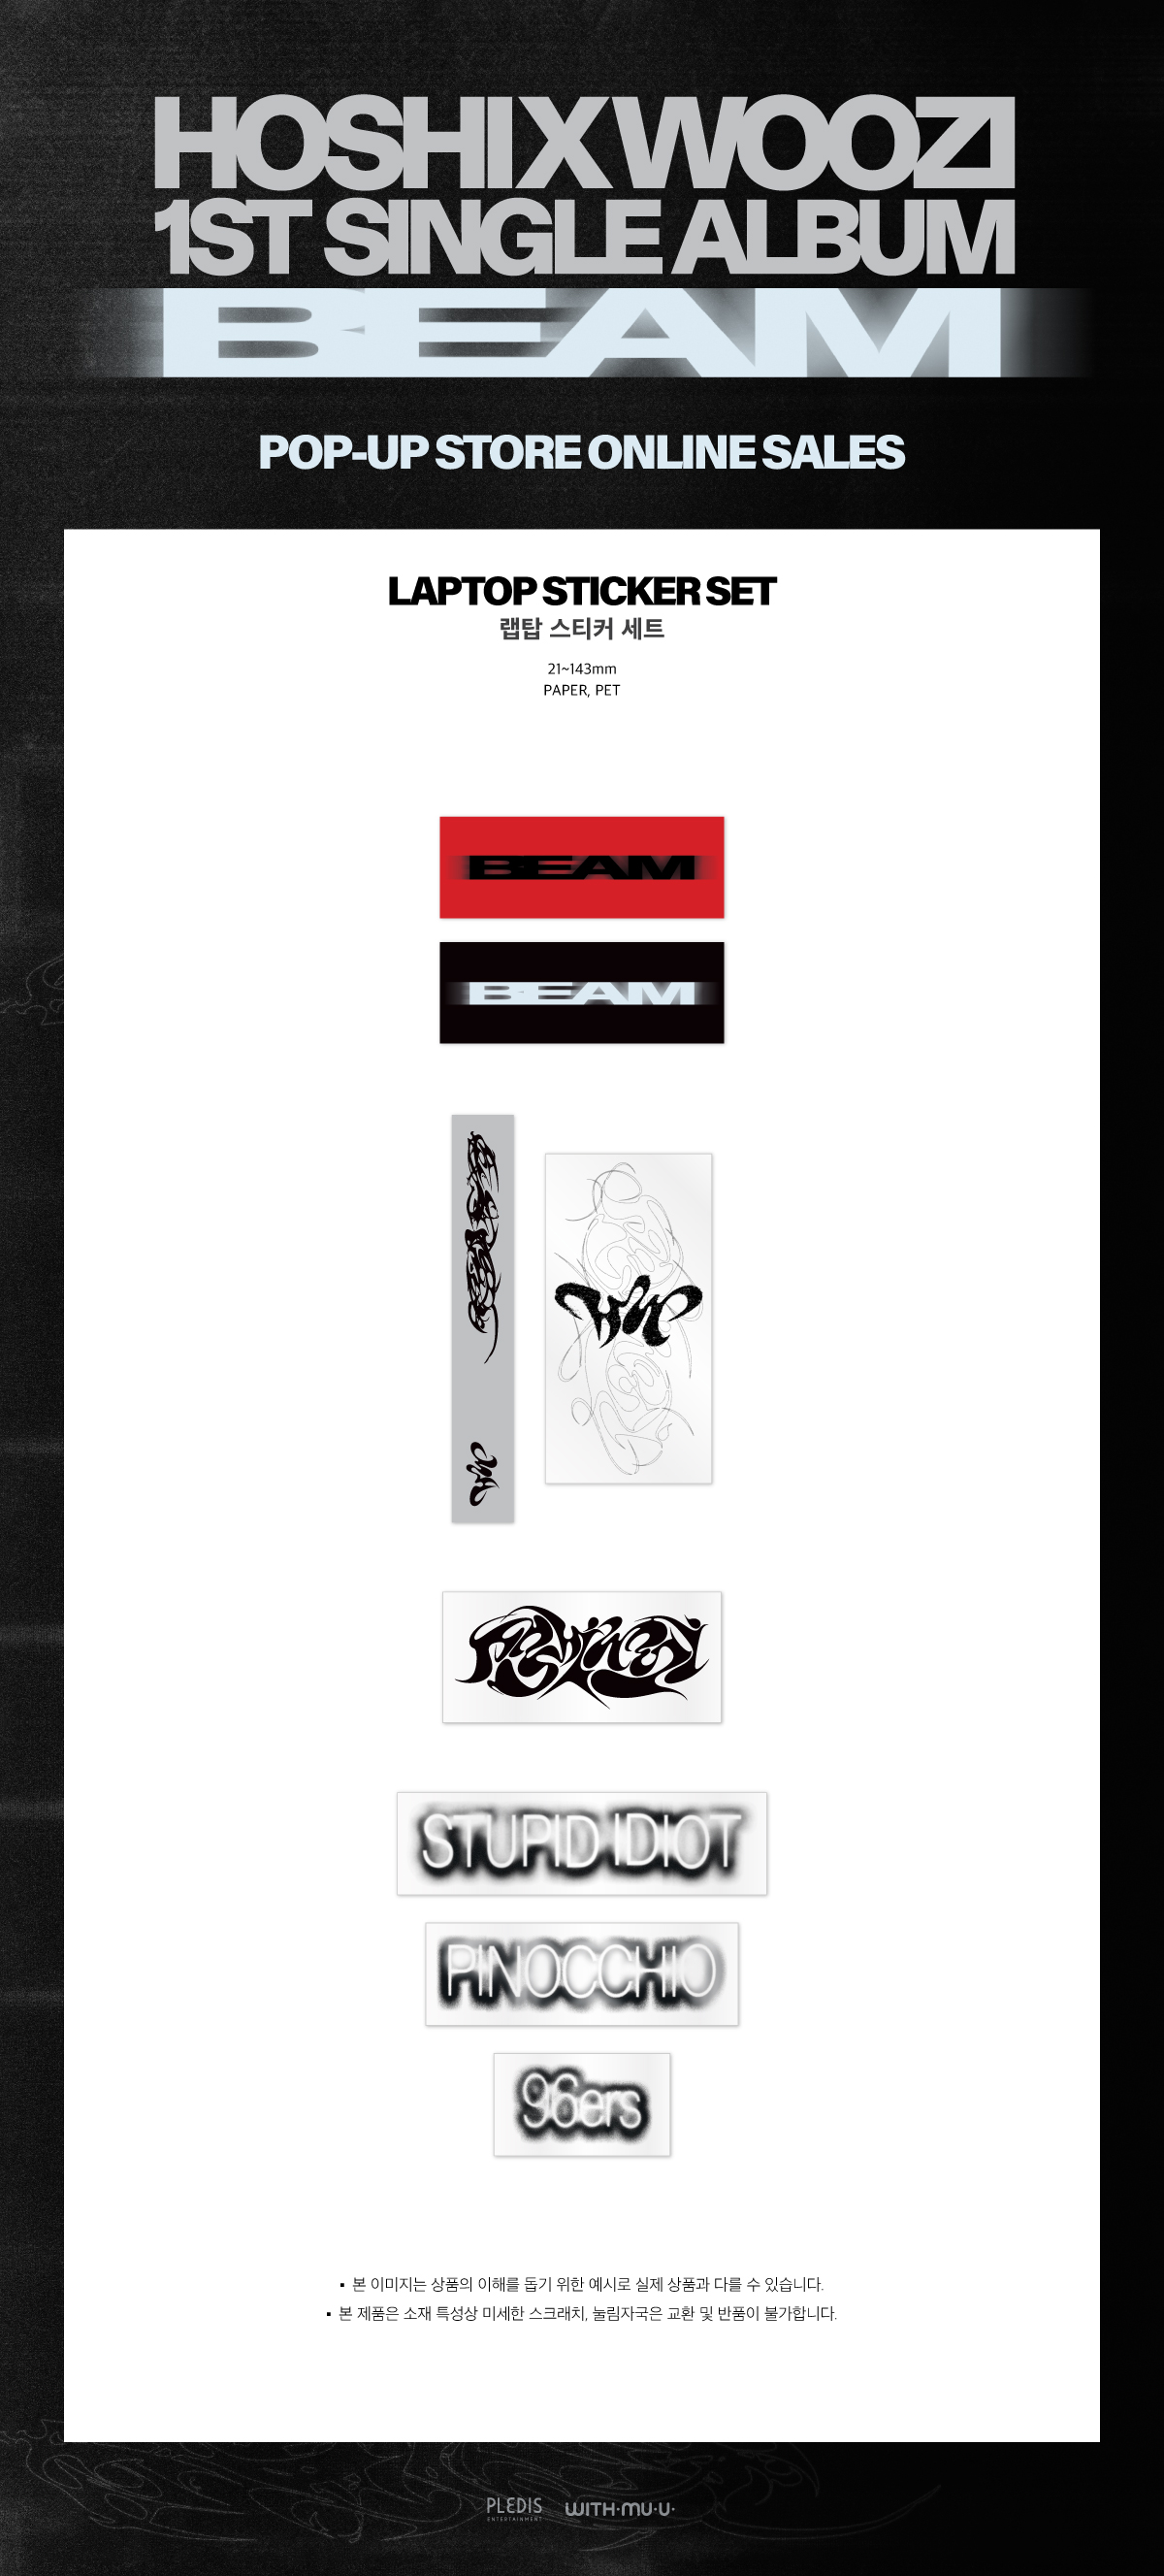 HOSHI X WOOZI
1ST SINGLE ALBUM
BEAM
POP-UP STORE ONLINE SALES
LAPTOP STICKER SET
랩탑 스티커 세트
21~143mm
PAPER, PET
BEAM
BEAM
STUPID IDIOT
PINOCCHIO
96ers
▪ 본 이미지는 상품의 이해를 돕기 위한 예시로 실제 상품과 다를 수 있습니다.
▪ 본 제품은 소재 특성상 미세한 스크래치, 눌림자국은 교환 및 반품이 불가합니다.
PLEDIS
ENTERTAINMENT
WITH·MU·U·